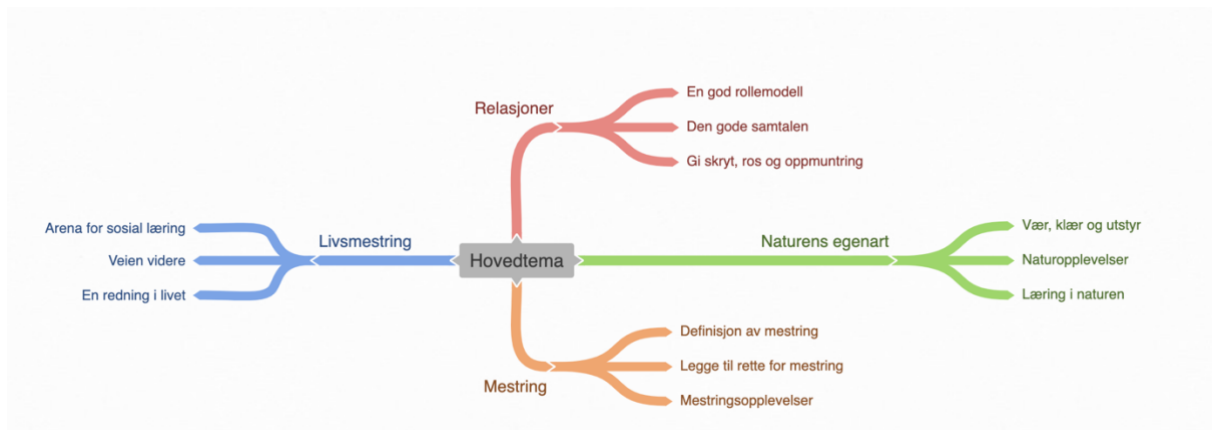 Relasjoner
En god rollemodell
Den gode samtalen
Gi skryt, ros og oppmuntring
Arena for sosial læring
Livsmestring
Veien videre
En redning i livet
Hovedtema
Naturens egenart
Vær, klær og utstyr
Naturopplevelser
Læring i naturen
Mestring
Definisjon av mestring
Legge til rette for mestring
Mestringsopplevelser